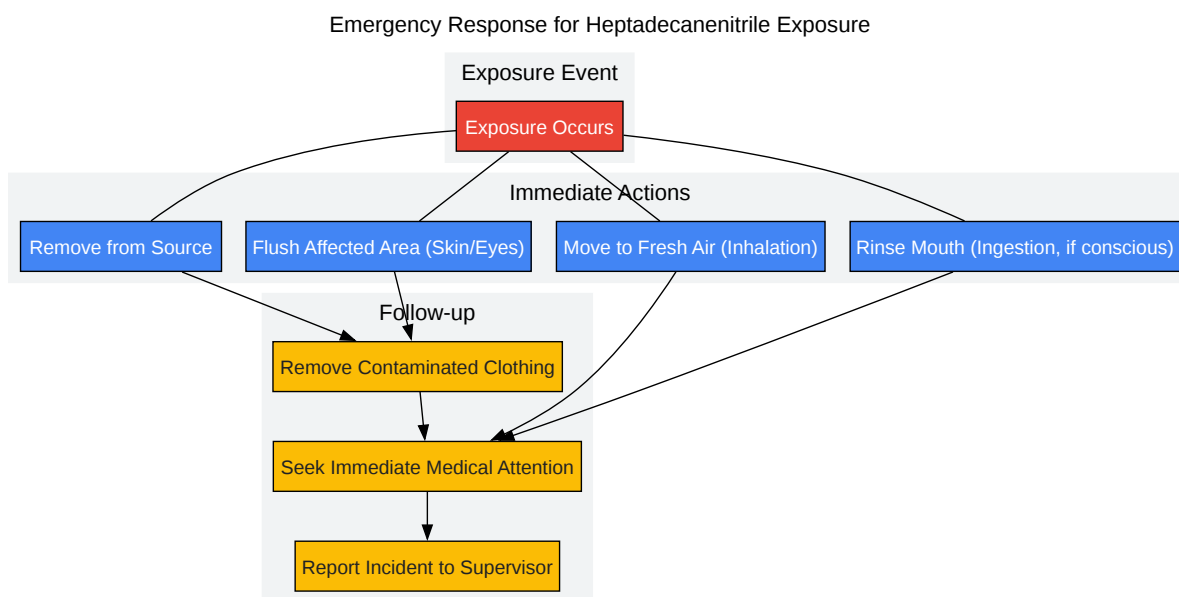 Emergency Response for Heptadecanenitrile Exposure
Exposure Event
Exposure Occurs
Immediate Actions
Remove from Source
Flush Affected Area (Skin/Eyes)
Move to Fresh Air (Inhalation)
Rinse Mouth (Ingestion, if conscious)
Follow-up
Remove Contaminated Clothing
Seek Immediate Medical Attention
Report Incident to Supervisor